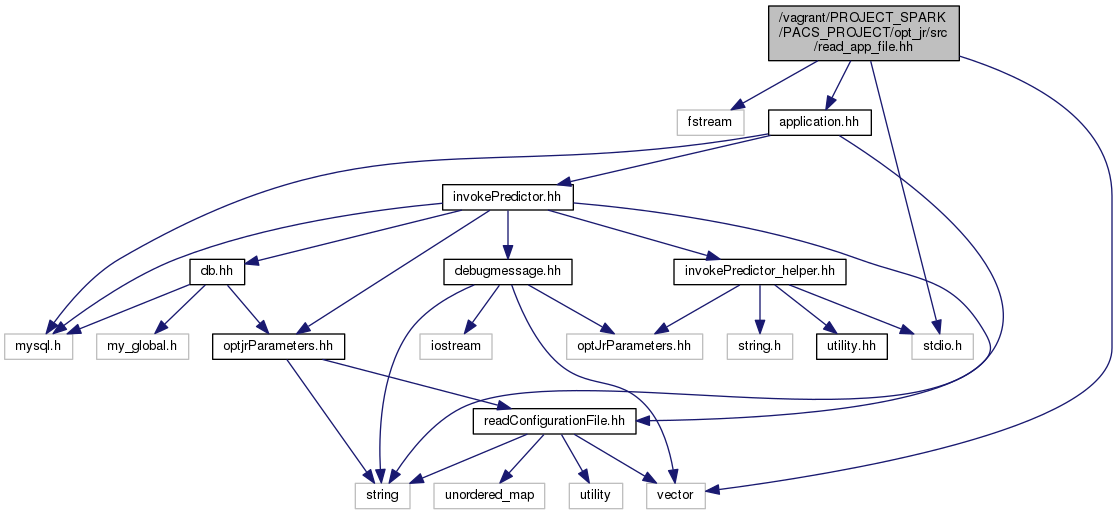 /vagrant/PROJECT_SPARK
/PACS_PROJECT/opt_jr/src
/read_app_file.hh
fstream
application.hh
invokePredictor.hh
db.hh
debugmessage.hh
invokePredictor_helper.hh
mysql.h
my_global.h
optjrParameters.hh
iostream
optJrParameters.hh
string.h
utility.hh
stdio.h
readConfigurationFile.hh
string
unordered_map
utility
vector